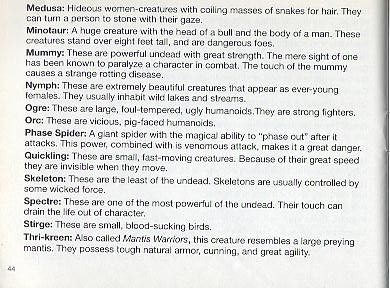 Medusa: Hideous women-creatures with coiling masses of snakes for hair. They
can turn a person to stone with their gaze.
Minotaur: A huge creature with the head of a bull and the body of a man. These
creatures stand over eight feet tall, and are dangerous foes.
Mummy: These are powerful undead with great strength. The mere sight of one
has been known to paralyze a character in combat. The touch of the mummy
causes a strange rotting disease.
Nymph: These are extremely beautiful creatures that appear as ever-young
females. They usually inhabit wild lakes and streams.
Ogre: These are large, foul-tempered, ugly humanoids.They are strong fighters.
Orc: These are vicious, pig-faced humanoids.
Phase Spider: A giant spider with the magical ability to "phase out" after it
attacks. This power, combined with is venomous attack, makes it a great danger.
Quickling: These are small, fast-moving creatures. Because of their great speed
they are invisible when they move.
Skeleton: These are the least of the undead. Skeletons are usually controlled by
some wicked force.
Spectre: These are one of the most powerful of the undead. Their touch can
drain the life out of character.
Stirge: These are small, blood-sucking birds.
Thri-kreen: Also called Mantis Warriors, this creature resembles a large preying
mantis. They possess tough natural armor, cunning, and great agility.
44